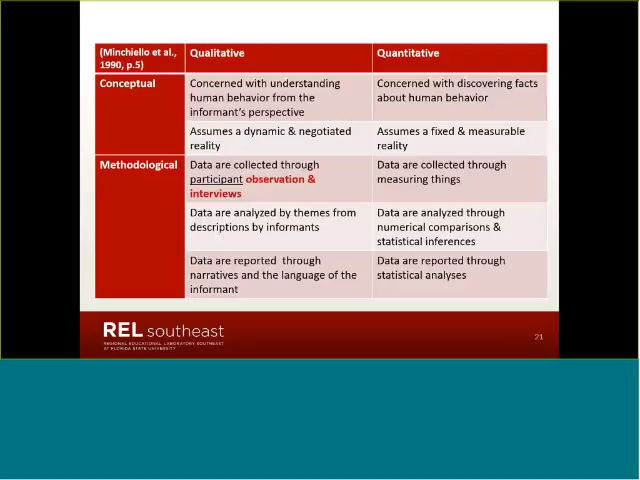 (Minchiello et al.,
1990, p.5)
Qualitative
Quantitative
Conceptual
Concerned with understanding
human behavior from the
informant's perspective
Concerned with discovering facts
about human behavior
Assumes a dynamic & negotiated
reality
Assumes a fixed & measurable
reality
Methodological
Data are collected through
participant observation &
interviews
Data are collected through
measuring things
Data are analyzed by themes from
descriptions by informants
Data are analyzed through
numerical comparisons &
statistical inferences
Data are reported through
narratives and the language of the
informant
Data are reported through
statistical analyses
REL southeast
REGIONAL EDUCATIONAL LABORATORY SOUTHEAST
AT FLORIDA STATE UNIVERSITY
21